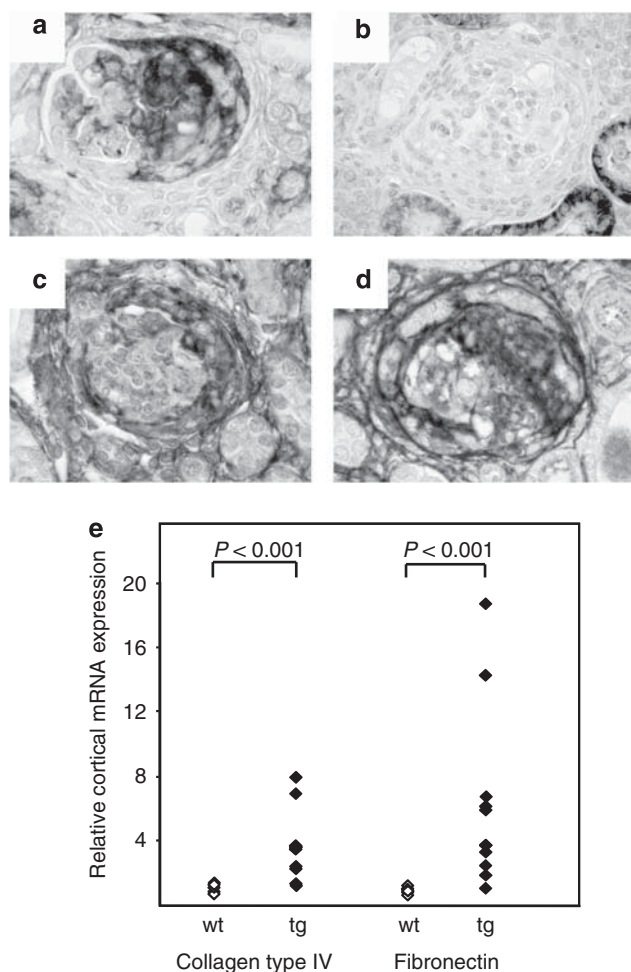 a
b
c
d
e
P < 0.001
P < 0.001
Relative cortical mRNA expression
20
16
12
8
4
wt
tg
wt
tg
Collagen type IV
Fibronectin